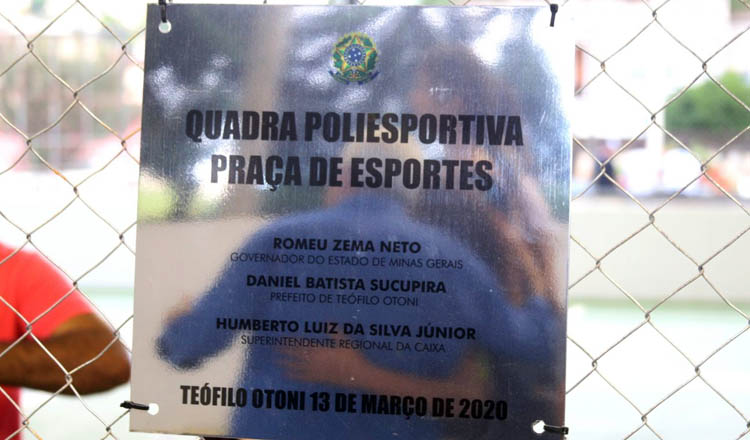 QUADRA POLIESPORTIVA
PRAÇA DE ESPORTES
ROMEU ZEMA NETO
GOVERNADOR DO ESTADO DE MINAS GERAIS
DANIEL BATISTA SUCUPIRA
PREFEITO DE TEÓFILO OTONI
HUMBERTO LUIZ DA SILVA JÚNIOR
SUPERINTENDENTE REGIONAL DA CAIXA
TEÓFILO OTONI 13 DE MARÇO DE 2020